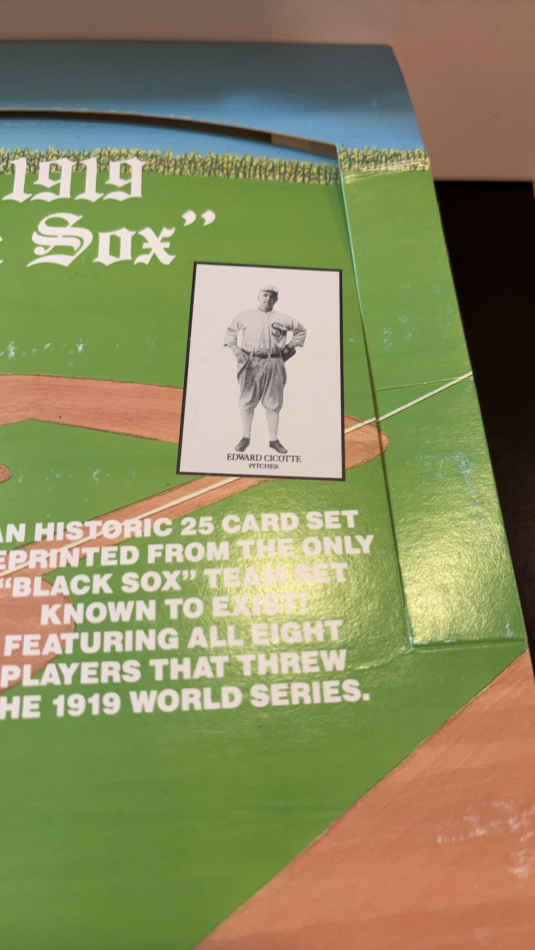 1919
Sox"
EDWARD CICOTTE
PITCHER
AN HISTORIC 25 CARD SET
EPRINTED FROM THE ONLY
"BLACK SOX" TEAM SET
KNOWN TO EXIST!
FEATURING ALL EIGHT
PLAYERS THAT THREW
HE 1919 WORLD SERIES.